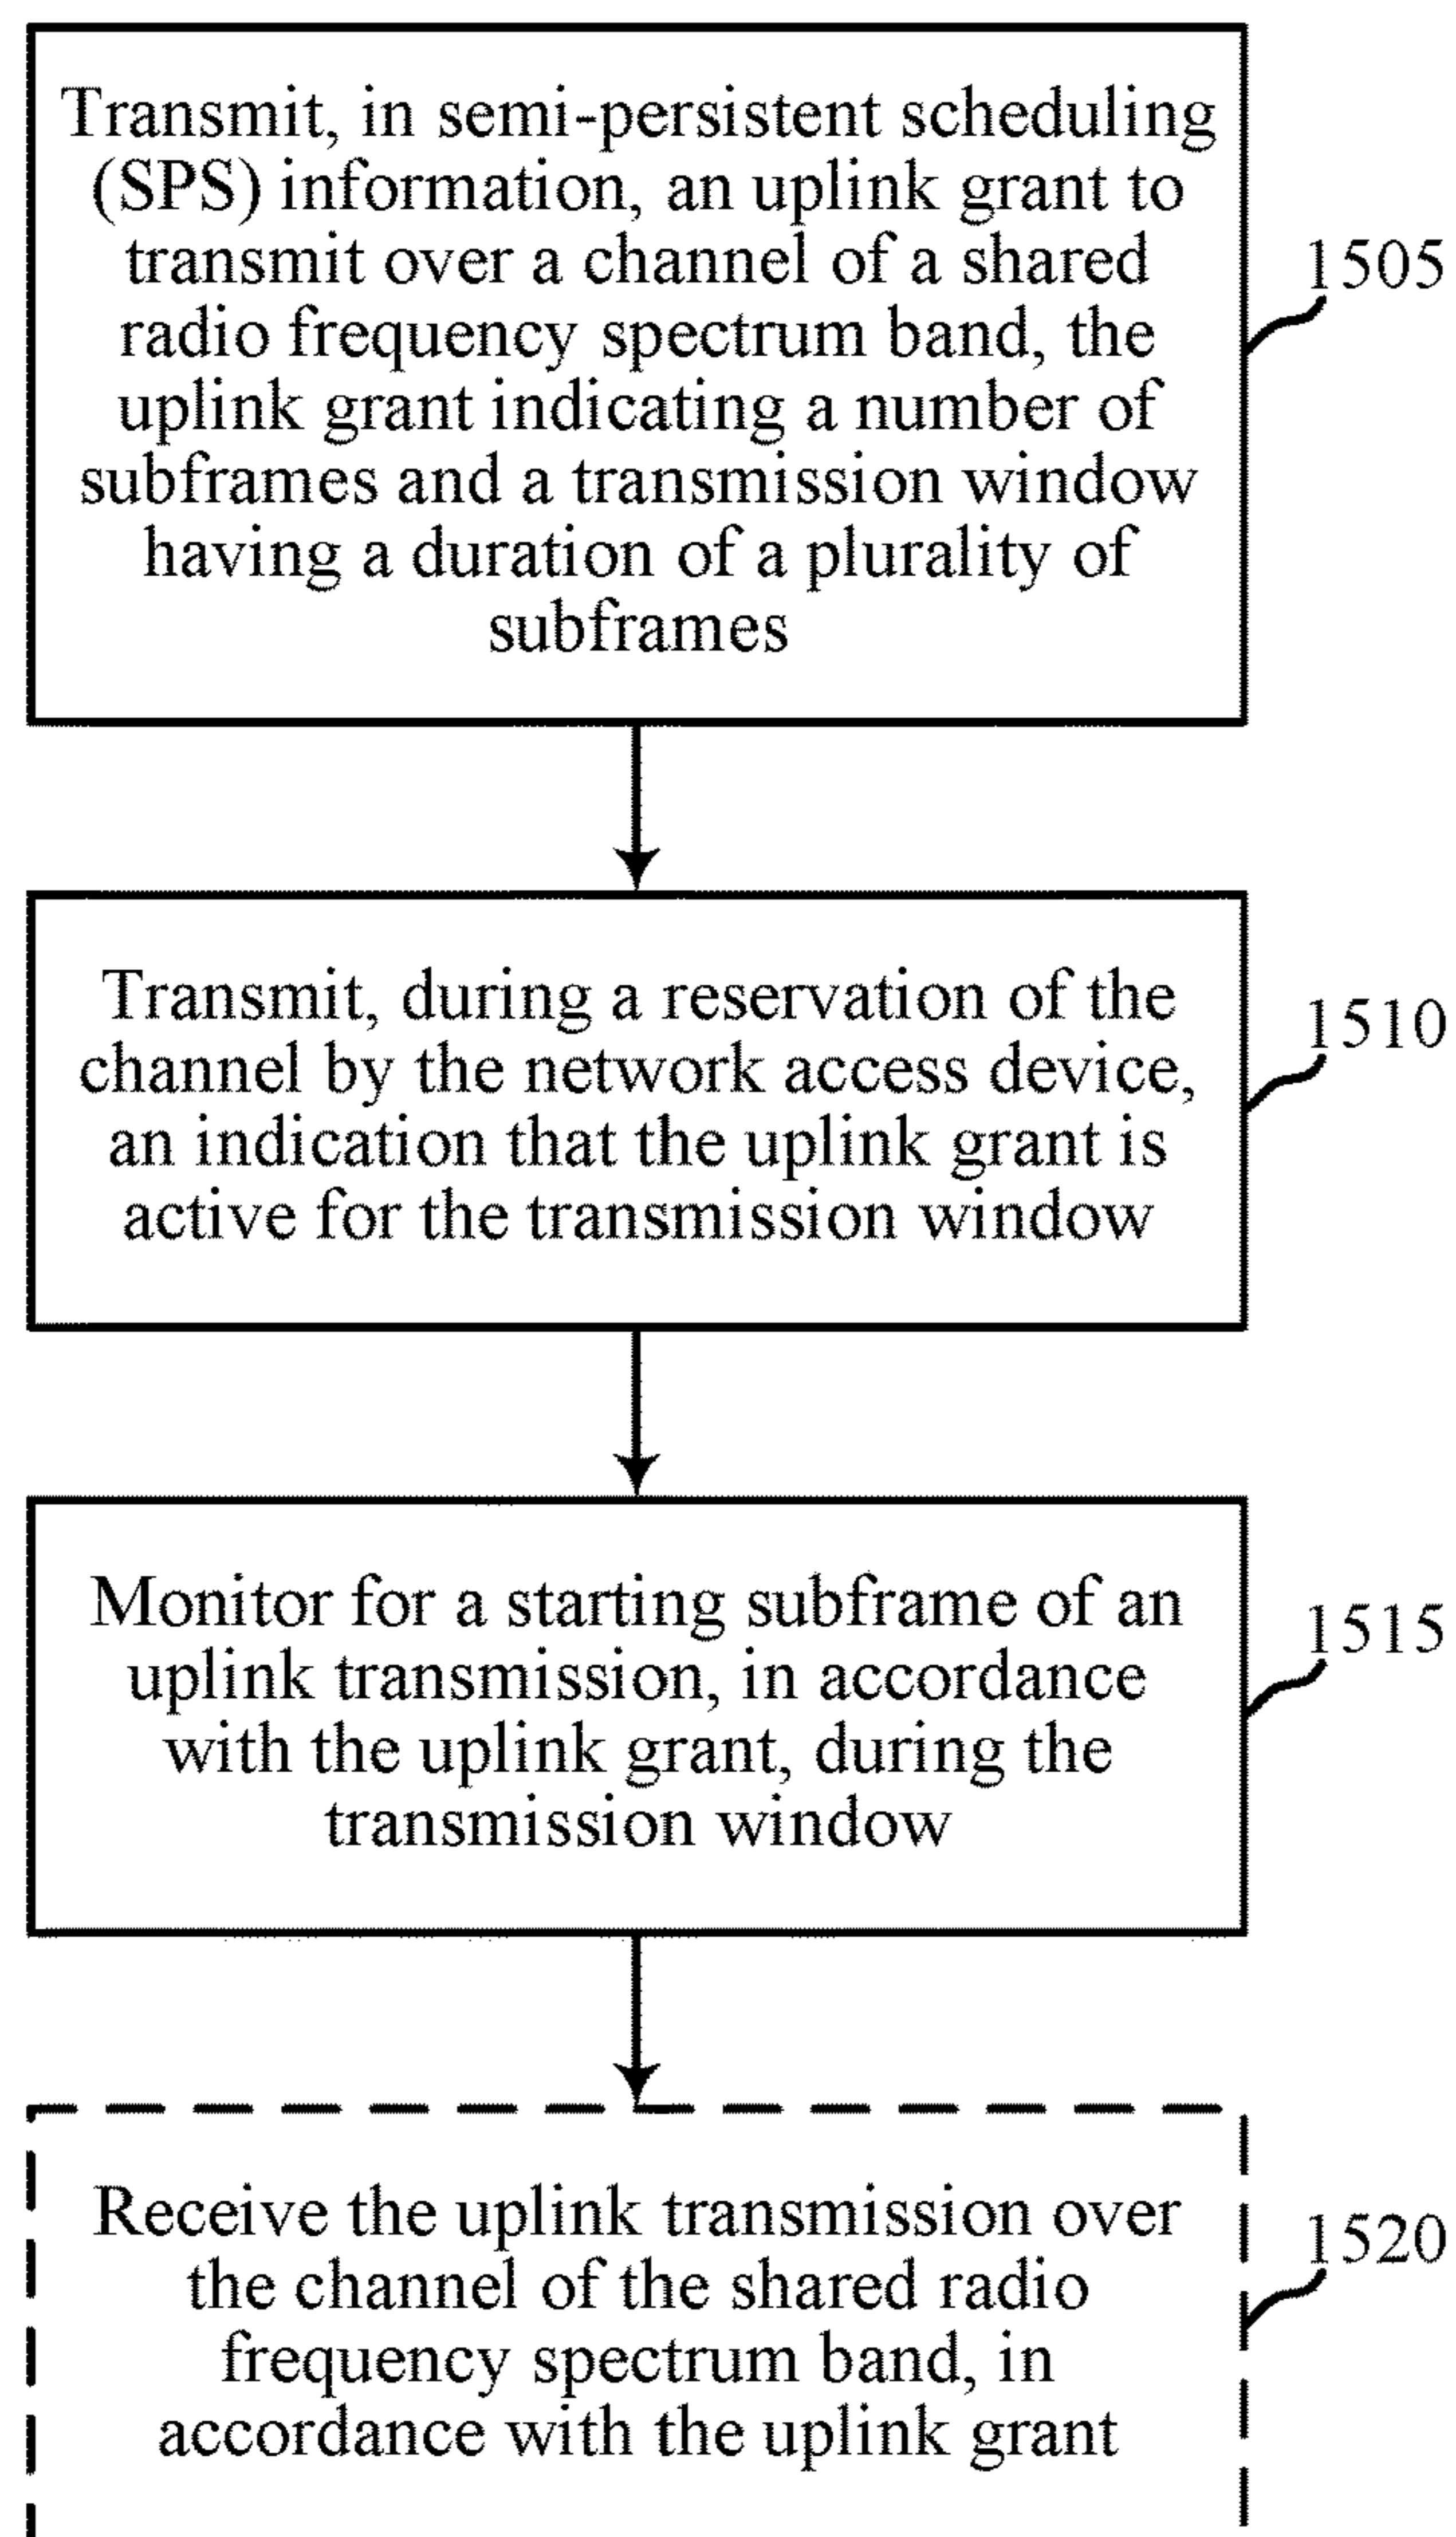 Transmit, in semi-persistent scheduling
(SPS) information, an uplink grant to
transmit over a channel of a shared
radio frequency spectrum band, the
uplink grant indicating a number of
subframes and a transmission window
having a duration of a plurality of
subframes
1505
Transmit, during a reservation of the
channel by the network access device,
an indication that the uplink grant is
active for the transmission window
1510
Monitor for a starting subframe of an
uplink transmission, in accordance
with the uplink grant, during the
transmission window
1515
Receive the uplink transmission over
the channel of the shared radio
frequency spectrum band, in
accordance with the uplink grant
1520